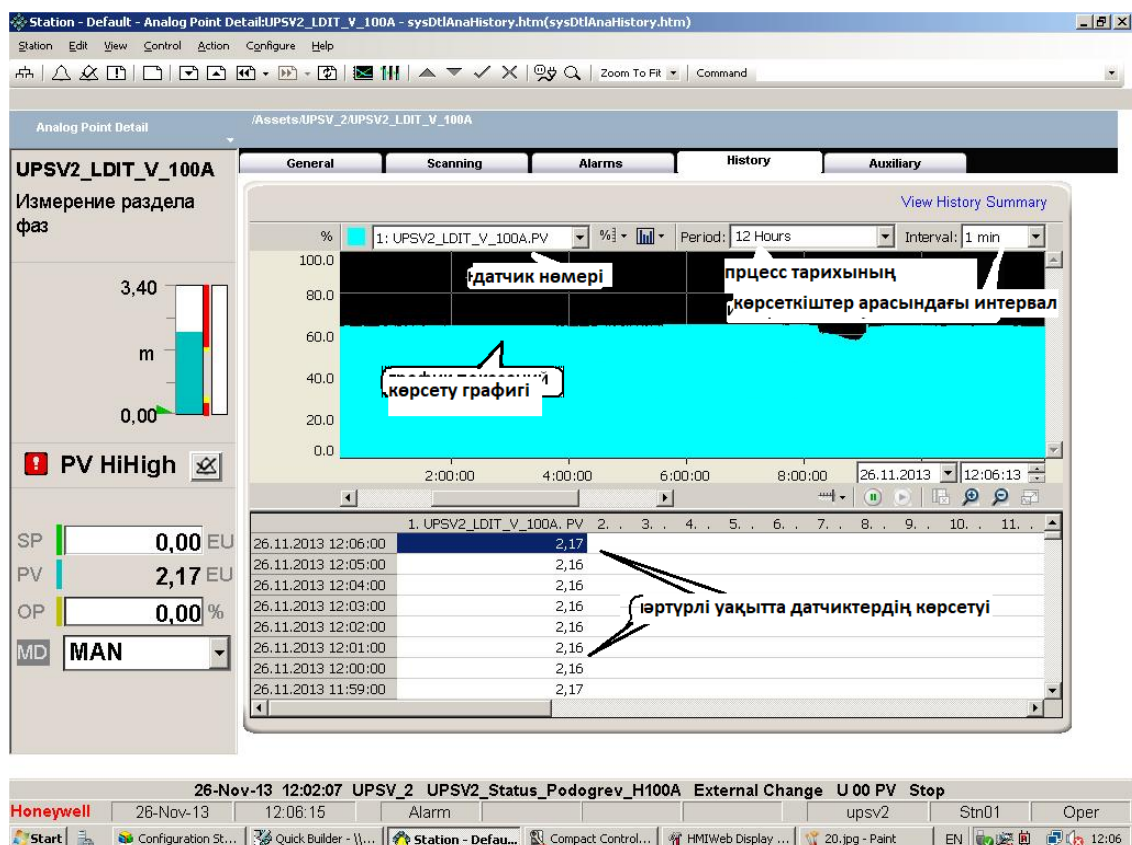 Station - Default - Analog Point Detail:UPSV2_LDIT_V_100A - sysDtlAnaHistory.htm(sysDtlAnaHistory.htm)
Station Edit View Control Action Configure Help
Zoom To Fit Command
Analog Point Detail
/Assets/UPSV_2/UPSV2_LDIT_V_100A
General Scanning Alarms History Auxiliary
UPSV2_LDIT_V_100A
Измерение раздела
фаз
3,40
m
0,00
PV HiHigh
SP 0,00 EU
PV 2,17 EU
OP 0,00 %
MD MAN
View History Summary
% 1: UPSV2_LDIT_V_100A.PV % Period: 12 Hours Interval: 1 min
датчик нөмері
прцесс тарихының
көрсеткіштер арасындағы интервал
көрсету графигі
100.0
80.0
60.0
40.0
20.0
0.0
2:00:00 4:00:00 6:00:00 8:00:00 26.11.2013 12:06:13
1. UPSV2_LDIT_V_100A. PV 2. . 3. . 4. . 5. . 6. . 7. . 8. . 9. . 10. . 11. .
26.11.2013 12:06:00 2,17
26.11.2013 12:05:00 2,16
26.11.2013 12:04:00 2,16
26.11.2013 12:03:00 2,16
26.11.2013 12:02:00 2,16
26.11.2013 12:01:00 2,16
26.11.2013 12:00:00 2,16
26.11.2013 11:59:00 2,17
уақытта датчиктердің көрсетуі
26-Nov-13 12:02:07 UPSV_2 UPSV2_Status_Podogrev_H100A External Change U 00 PV Stop
Honeywell 26-Nov-13 12:06:15 Alarm upsv2 Stn01 Oper
Start Configuration St... Quick Builder - \\... Station - Defau... Compact Control... HMIWeb Display ... 20.jpg - Paint EN 12:06